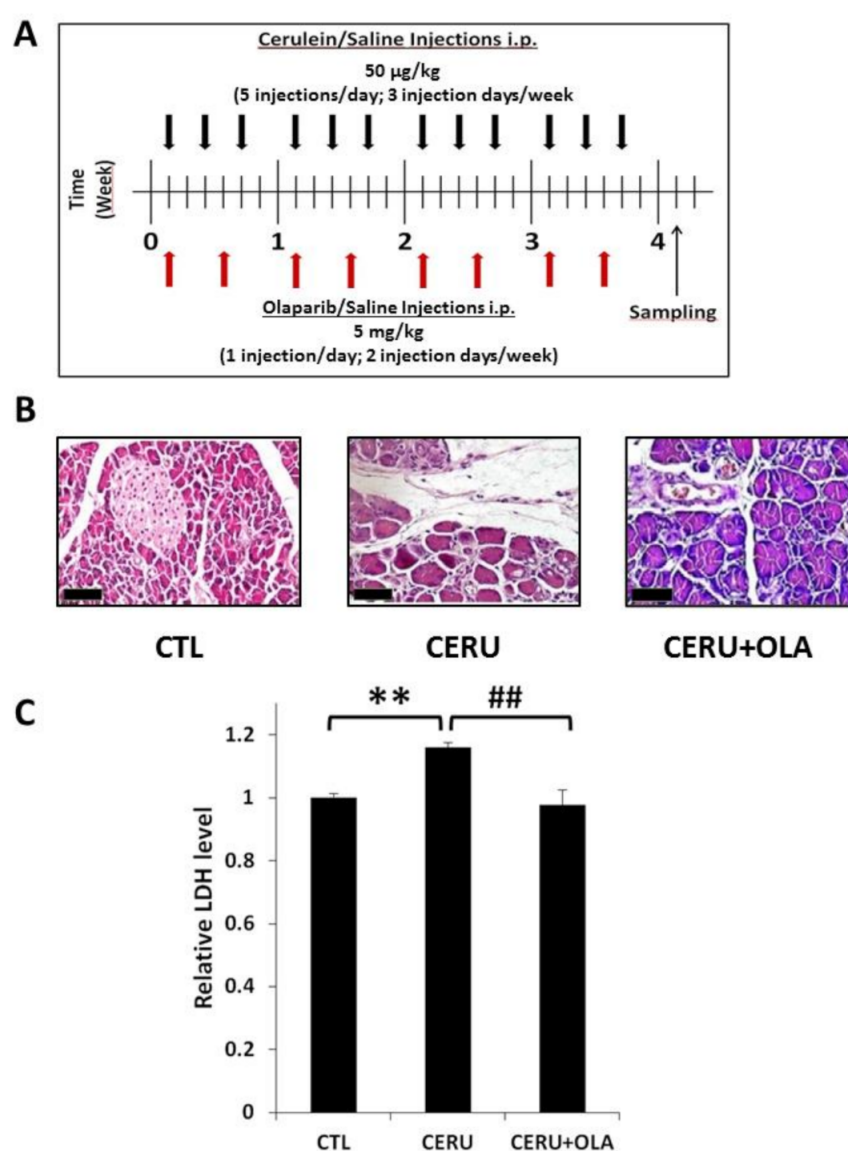 A
Cerulein/Saline Injections i.p.
50 µg/kg
(5 injections/day; 3 injection days/week
Time
(Week)
0 1 2 3 4
Olaparib/Saline Injections i.p.
5 mg/kg
(1 injection/day; 2 injection days/week)
Sampling
B
CTL CERU CERU+OLA
C
** ##
Relative LDH level
1.2
1
0.8
0.6
0.4
0.2
0
CTL CERU CERU+OLA